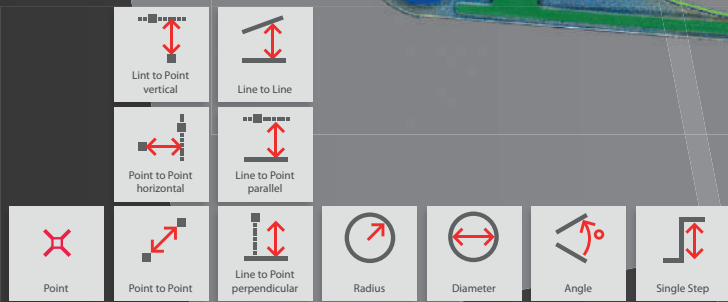 Lint to Point
vertical
Line to Line
Point to Point
horizontal
Line to Point
parallel
Point
Point to Point
Line to Point
perpendicular
Radius
Diameter
Angle
Single Step